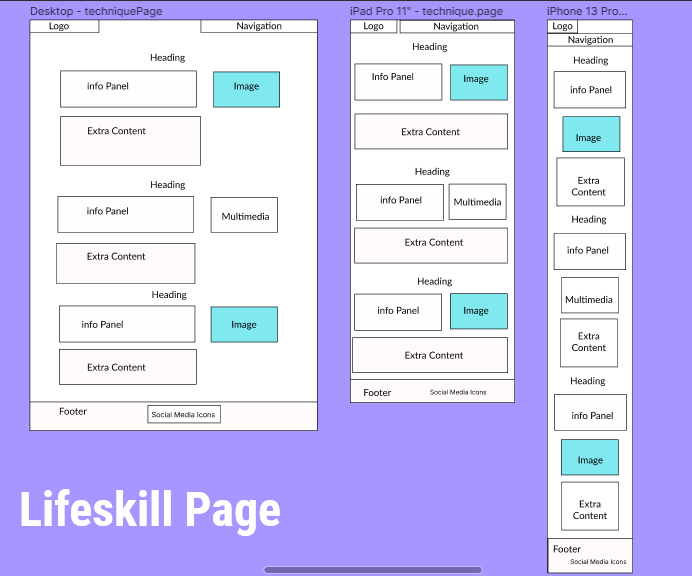 Desktop - techniquePage
Logo
Navigation
Heading
info Panel
Image
Extra Content
Heading
info Panel
Multimedia
Extra Content
Heading
info Panel
Image
Extra Content
Footer
Social Media Icons
iPad Pro 11" - technique.page
Logo
Navigation
Heading
Info Panel
Image
Extra Content
Heading
info Panel
Multimedia
Extra Content
Heading
info Panel
Image
Extra Content
Footer
Social Media Icons
iPhone 13 Pro...
Logo
Navigation
Heading
info Panel
Image
Extra
Content
Heading
info Panel
Multimedia
Extra
Content
Heading
info Panel
Image
Extra
Content
Footer
Social Media Icons
Lifeskill Page